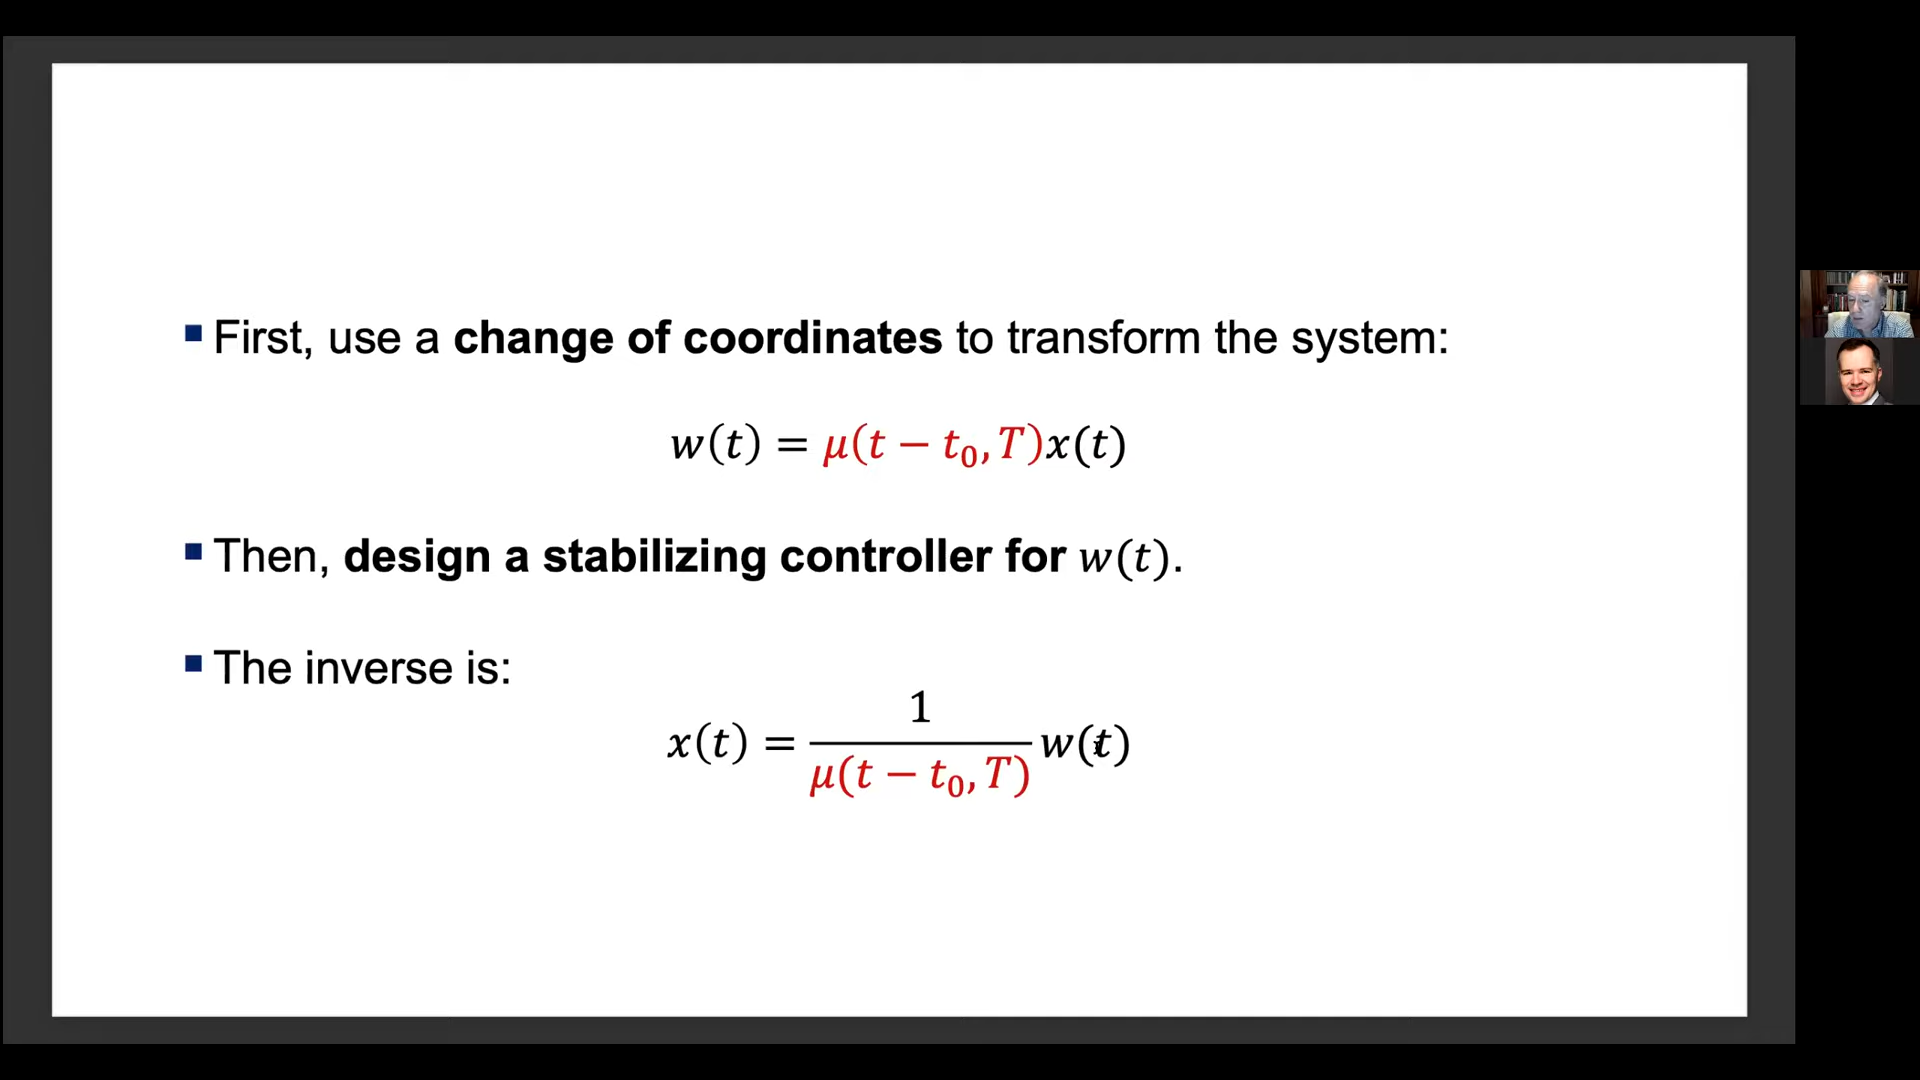 ▪ First, use a change of coordinates to transform the system:
w(t) = μ(t − t₀, T)x(t)
▪ Then, design a stabilizing controller for w(t).
▪ The inverse is:
x(t) = 1 / μ(t − t₀, T) w(t)